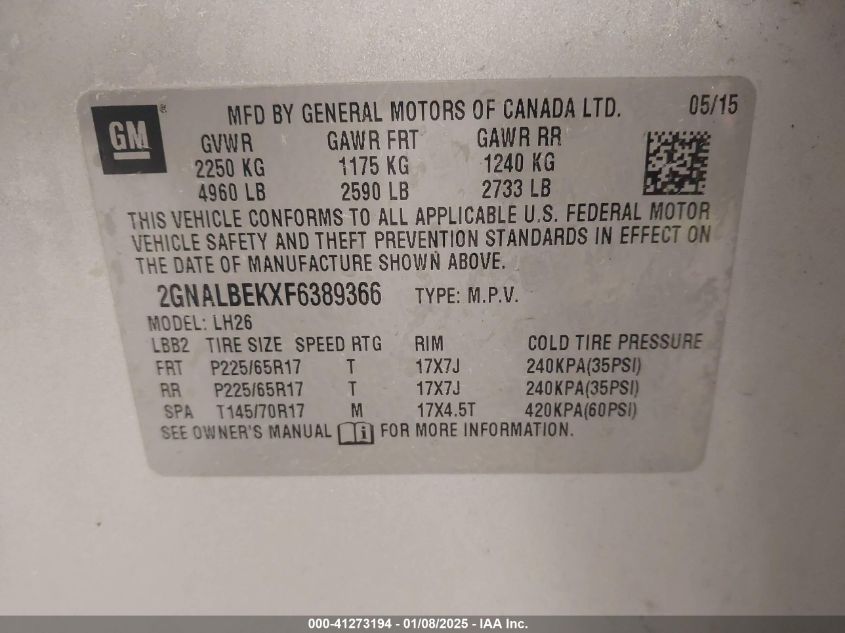 GM ®
MFD BY GENERAL MOTORS OF CANADA LTD. 05/15
GVWR GAWR FRT GAWR RR
2250 KG 1175 KG 1240 KG
4960 LB 2590 LB 2733 LB
THIS VEHICLE CONFORMS TO ALL APPLICABLE U.S. FEDERAL MOTOR
VEHICLE SAFETY AND THEFT PREVENTION STANDARDS IN EFFECT ON
THE DATE OF MANUFACTURE SHOWN ABOVE.
2GNALBEKXF6389366 TYPE: M.P.V.
MODEL: LH26
LBB2 TIRE SIZE SPEED RTG RIM COLD TIRE PRESSURE
FRT P225/65R17 T 17X7J 240KPA(35PSI)
RR P225/65R17 T 17X7J 240KPA(35PSI)
SPA T145/70R17 M 17X4.5T 420KPA(60PSI)
SEE OWNER'S MANUAL i FOR MORE INFORMATION.
000-41273194 - 01/08/2025 - IAA Inc.